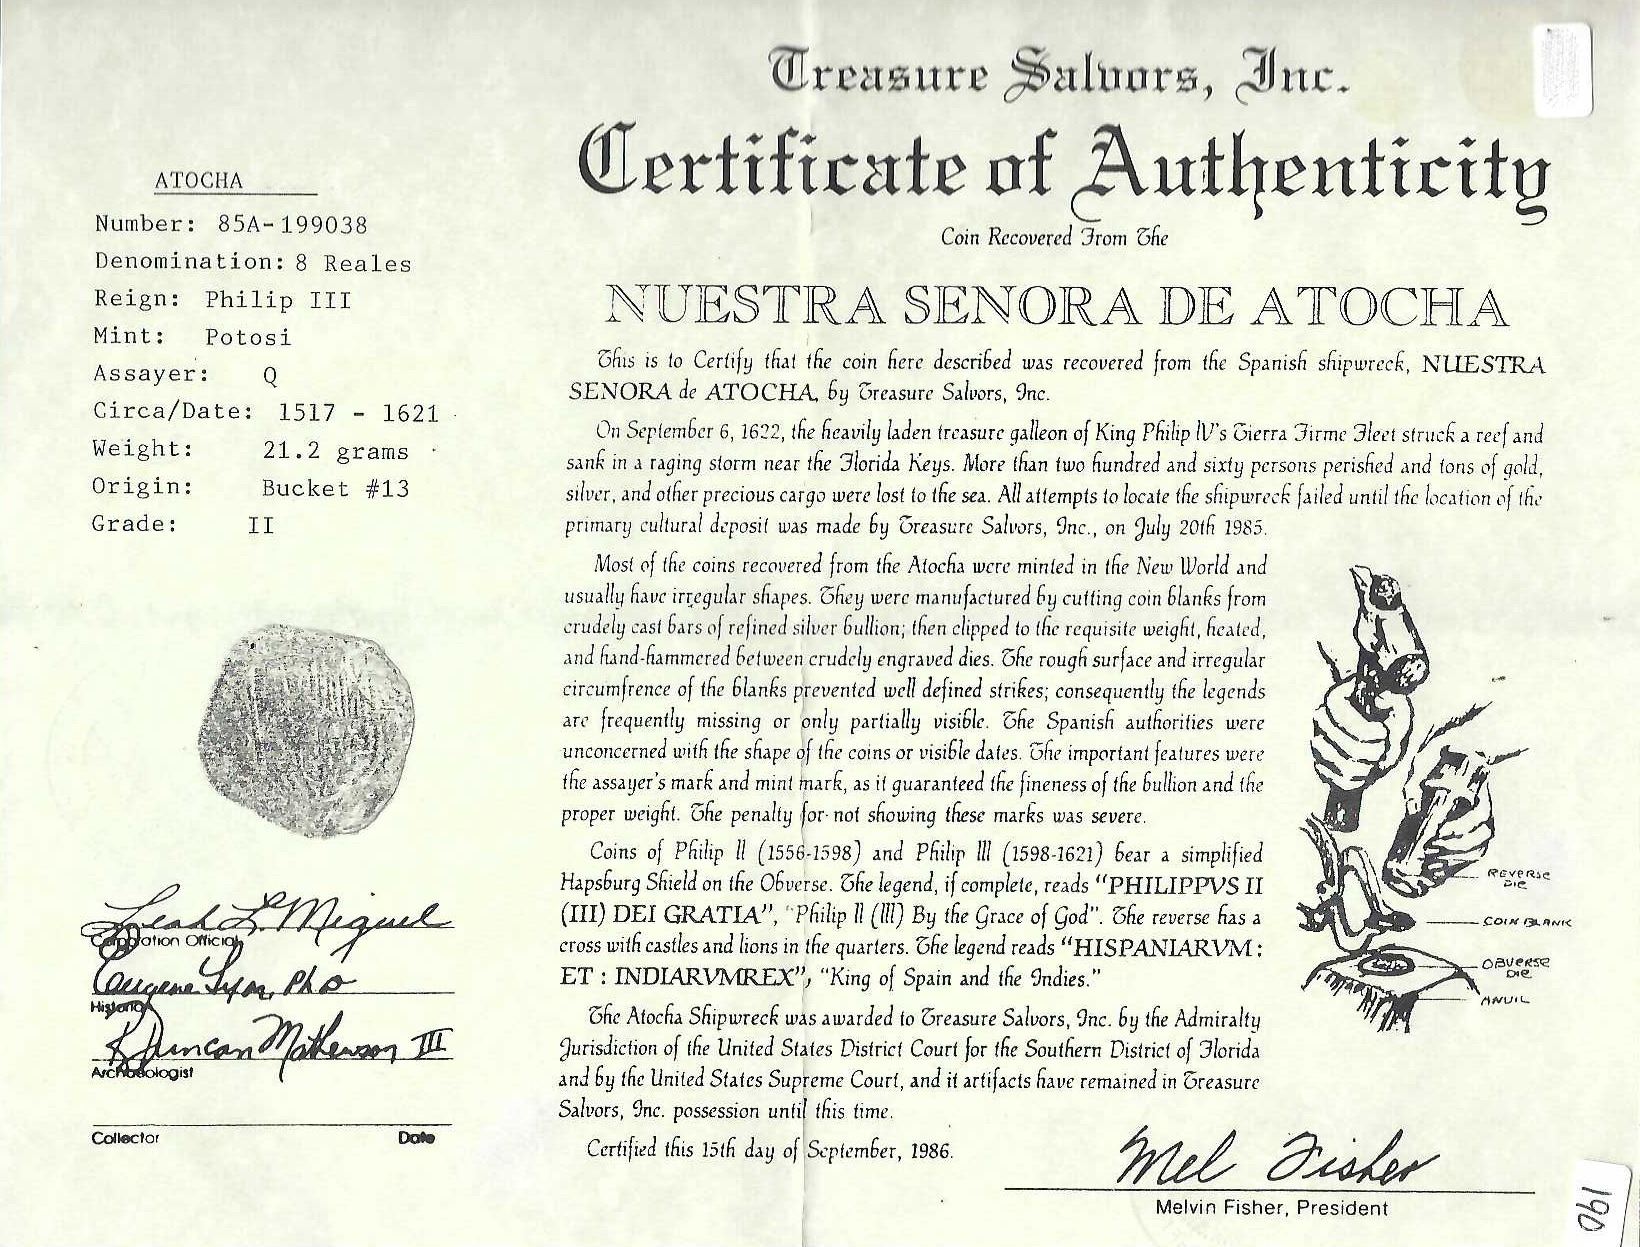 Treasure Salvors, Inc.
Certificate of Authenticity
Coin Recovered From The
NUESTRA SENORA DE ATOCHA
ATOCHA
Number: 85A-199038
Denomination: 8 Reales
Reign: Philip III
Mint: Potosi
Assayer: Q
Circa/Date: 1517 - 1621
Weight: 21.2 grams
Origin: Bucket #13
Grade: II
This is to Certify that the coin here described was recovered from the Spanish shipwreck, NUESTRA
SENORA de ATOCHA, by Treasure Salvors, Inc.
On September 6, 1622, the heavily laden treasure galleon of King Philip IV's Tierra Firme Fleet struck a reef and
sank in a raging storm near the Florida Keys. More than two hundred and sixty persons perished and tons of gold,
silver, and other precious cargo were lost to the sea. All attempts to locate the shipwreck failed until the location of the
primary cultural deposit was made by Treasure Salvors, Inc., on July 20th 1985.
Most of the coins recovered from the Atocha were minted in the New World and
usually have irregular shapes. They were manufactured by cutting coin blanks from
crudely cast bars of refined silver bullion; then clipped to the requisite weight, heated,
and hand-hammered between crudely engraved dies. The rough surface and irregular
circumfrence of the blanks prevented well defined strikes; consequently the legends
are frequently missing or only partially visible. The Spanish authorities were
unconcerned with the shape of the coins or visible dates. The important features were
the assayer's mark and mint mark, as it guaranteed the fineness of the bullion and the
proper weight. The penalty for not showing these marks was severe.
Coins of Philip II (1556-1598) and Philip III (1598-1621) bear a simplified
Hapsburg Shield on the Obverse. The legend, if complete, reads "PHILIPPVS II
(III) DEI GRATIA", "Philip II (III) By the Grace of God". The reverse has a
cross with castles and lions in the quarters. The legend reads "HISPANIARVM :
ET : INDIARVMREX", "King of Spain and the Indies."
The Atocha Shipwreck was awarded to Treasure Salvors, Inc. by the Admiralty
Jurisdiction of the United States District Court for the Southern District of Florida
and by the United States Supreme Court, and it artifacts have remained in Treasure
Salvors, Inc. possession until this time.
Certified this 15th day of September, 1986.
REVERSE
DIE
COIN BLANK
OBVERSE
DIE
ANVIL
Leah L. Miguel
Corporation Official
Eugene Lyon, PhD
Historian
R. Duncan Mathewson III
Archaeologist
Collector Date
Mel Fisher
Melvin Fisher, President
190